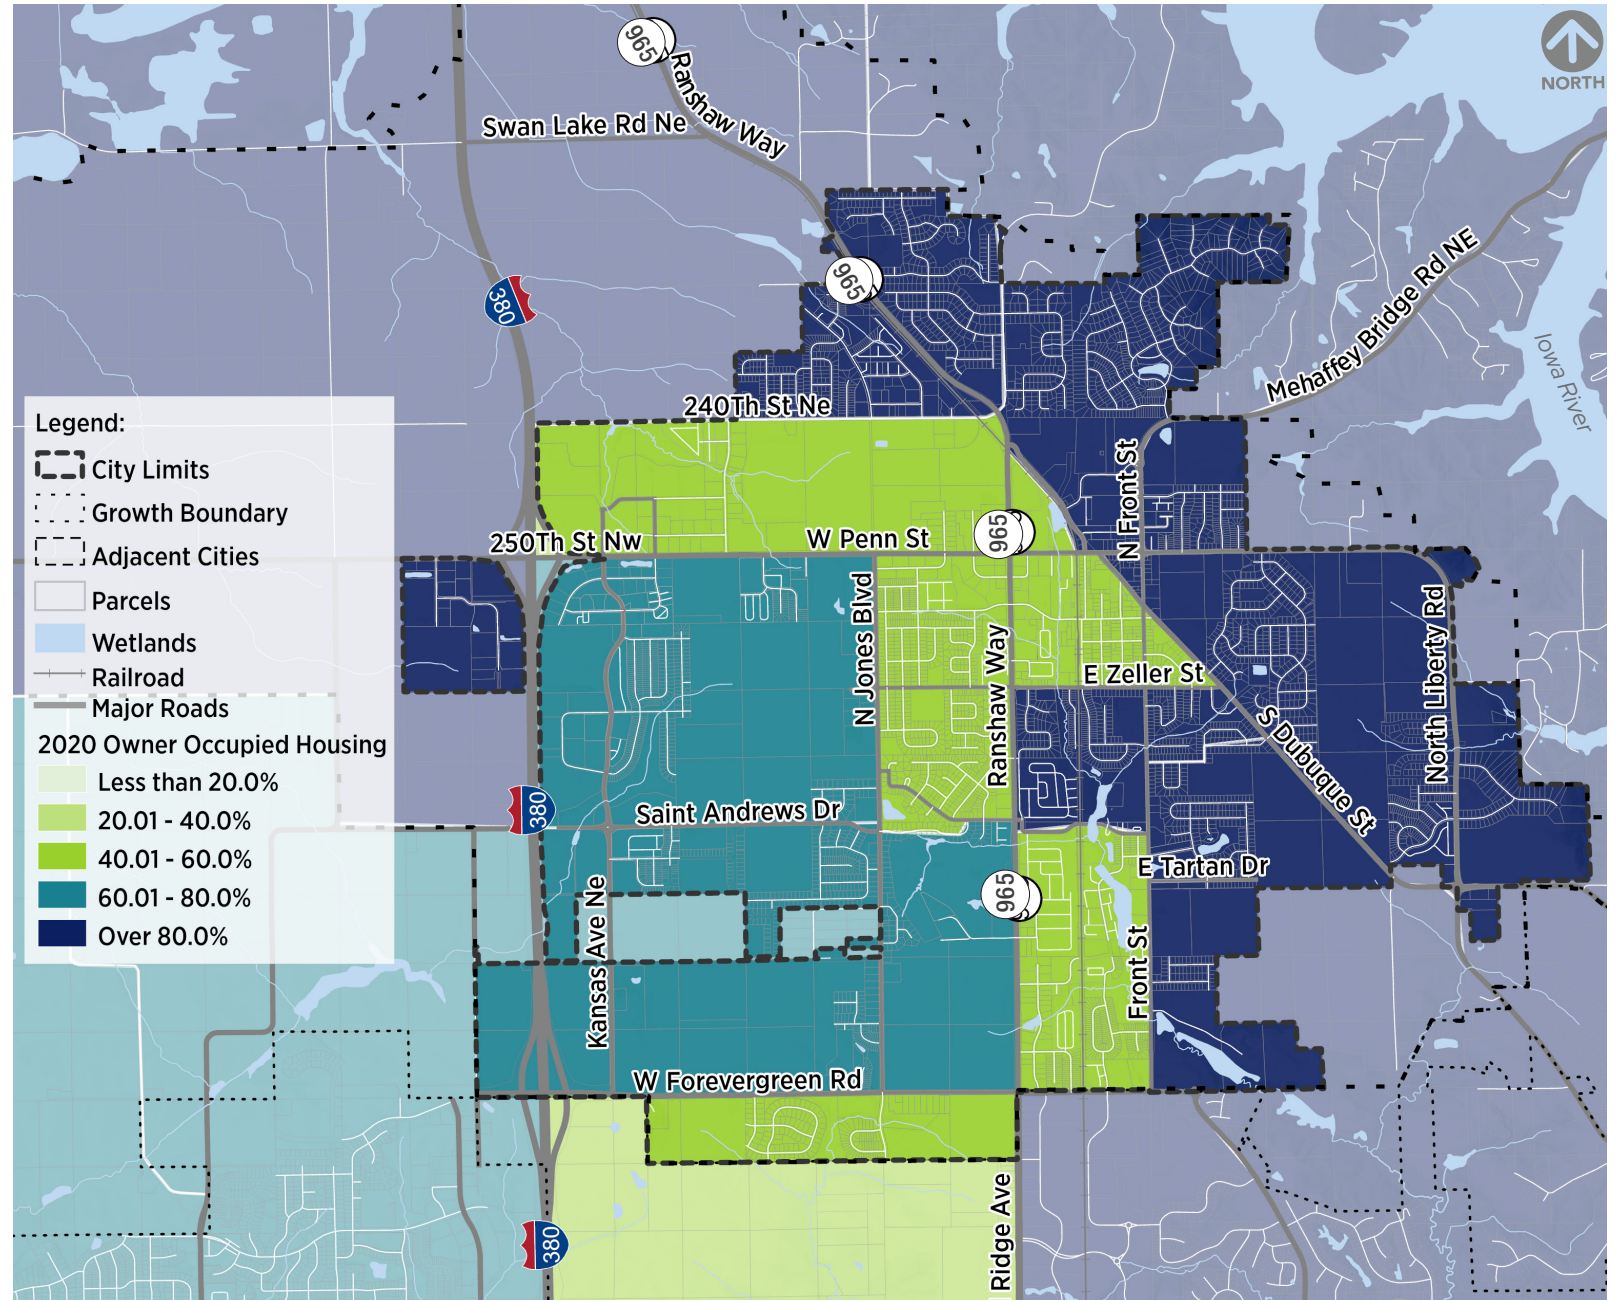 965
Ranshaw Way
NORTH
Swan Lake Rd Ne
965
380
Mehaffey Bridge Rd NE
Iowa River
240Th St Ne
Legend:
City Limits
Growth Boundary
Adjacent Cities
Parcels
Wetlands
Railroad
Major Roads
2020 Owner Occupied Housing
Less than 20.0%
20.01 - 40.0%
40.01 - 60.0%
60.01 - 80.0%
Over 80.0%
N Front St
250Th St Nw
W Penn St
965
N Jones Blvd
Ranshaw Way
E Zeller St
North Liberty Rd
S Dubuque St
380
Saint Andrews Dr
E Tartan Dr
965
Kansas Ave Ne
Front St
W Forevergreen Rd
Ridge Ave
380